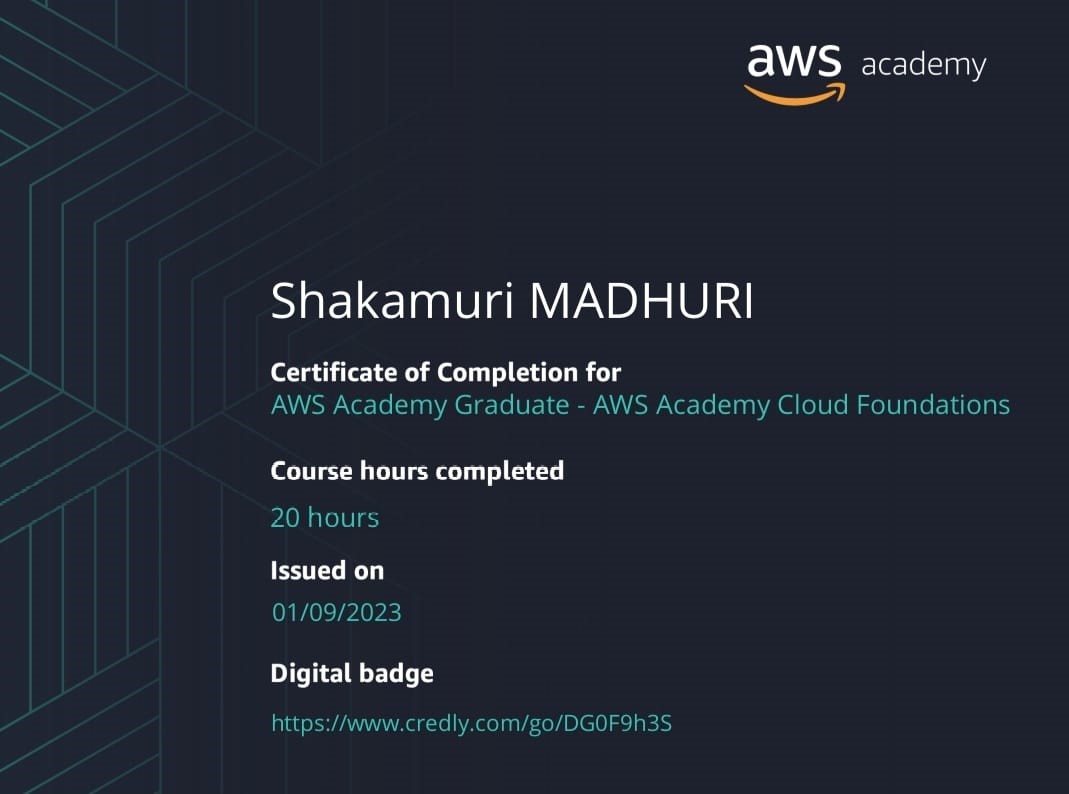 aws academy
Shakamuri MADHURI
Certificate of Completion for
AWS Academy Graduate - AWS Academy Cloud Foundations
Course hours completed
20 hours
Issued on
01/09/2023
Digital badge
https://www.credly.com/go/DG0F9h3S